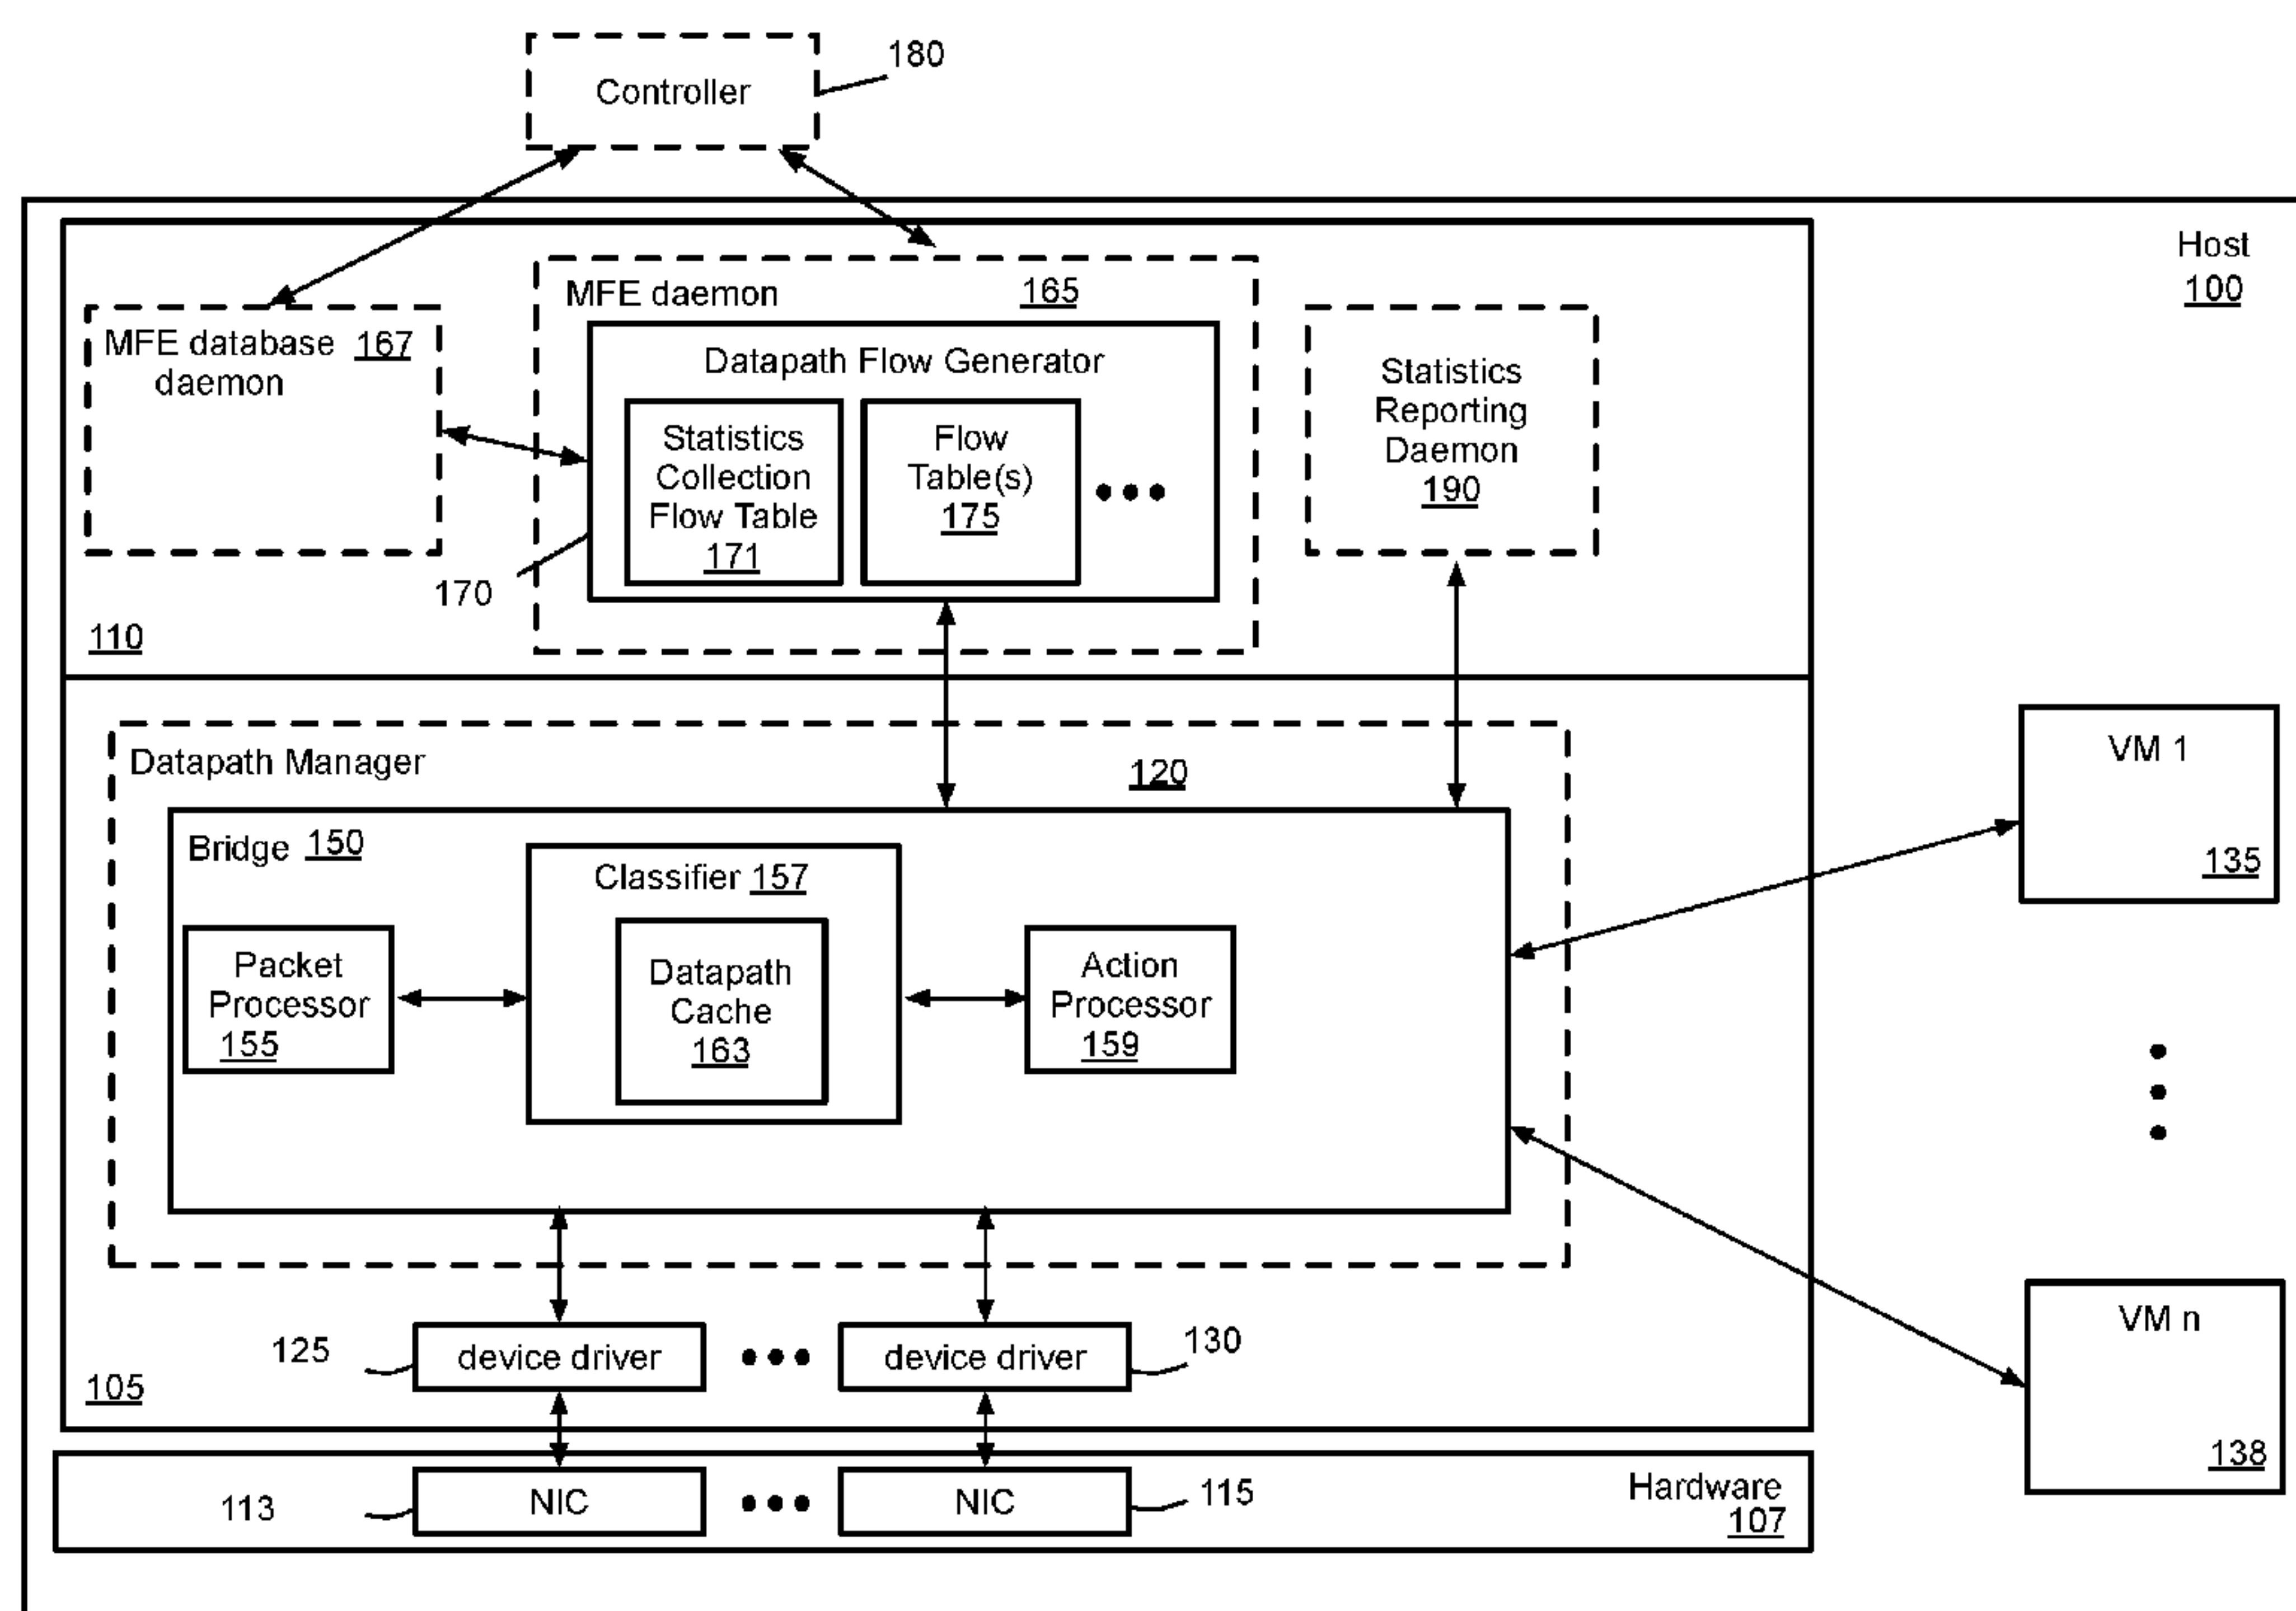 Controller
180
Host
100
MFE daemon 165
MFE database 167
daemon
Datapath Flow Generator
Statistics
Collection
Flow Table
171
Flow
Table(s)
175
Statistics
Reporting
Daemon
190
170
110
Datapath Manager
120
Bridge 150
Classifier 157
Packet
Processor
155
Datapath
Cache
163
Action
Processor
159
VM 1
135
VM n
138
125
device driver
device driver
130
105
113
NIC
NIC
115
Hardware
107